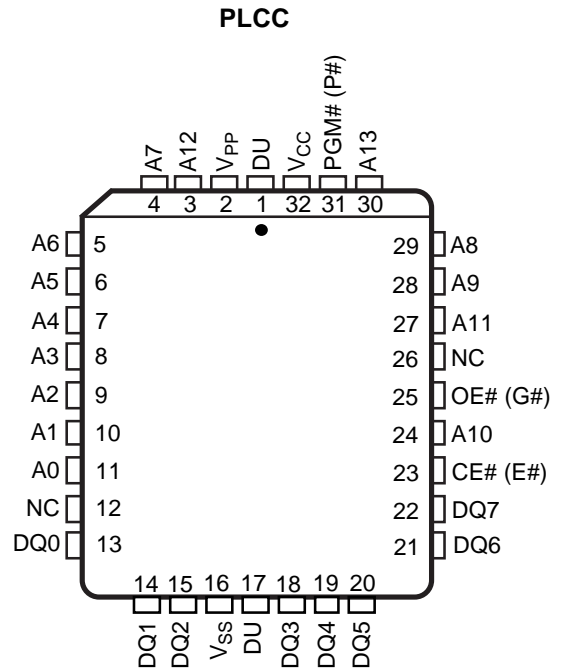 PLCC
A7 A12 VPP DU VCC PGM# (P#) A13
4 3 2 1 32 31 30
A6 5 29 A8
A5 6 28 A9
A4 7 27 A11
A3 8 26 NC
A2 9 25 OE# (G#)
A1 10 24 A10
A0 11 23 CE# (E#)
NC 12 22 DQ7
DQ0 13 21 DQ6
14 15 16 17 18 19 20
DQ1 DQ2 VSS DU DQ3 DQ4 DQ5